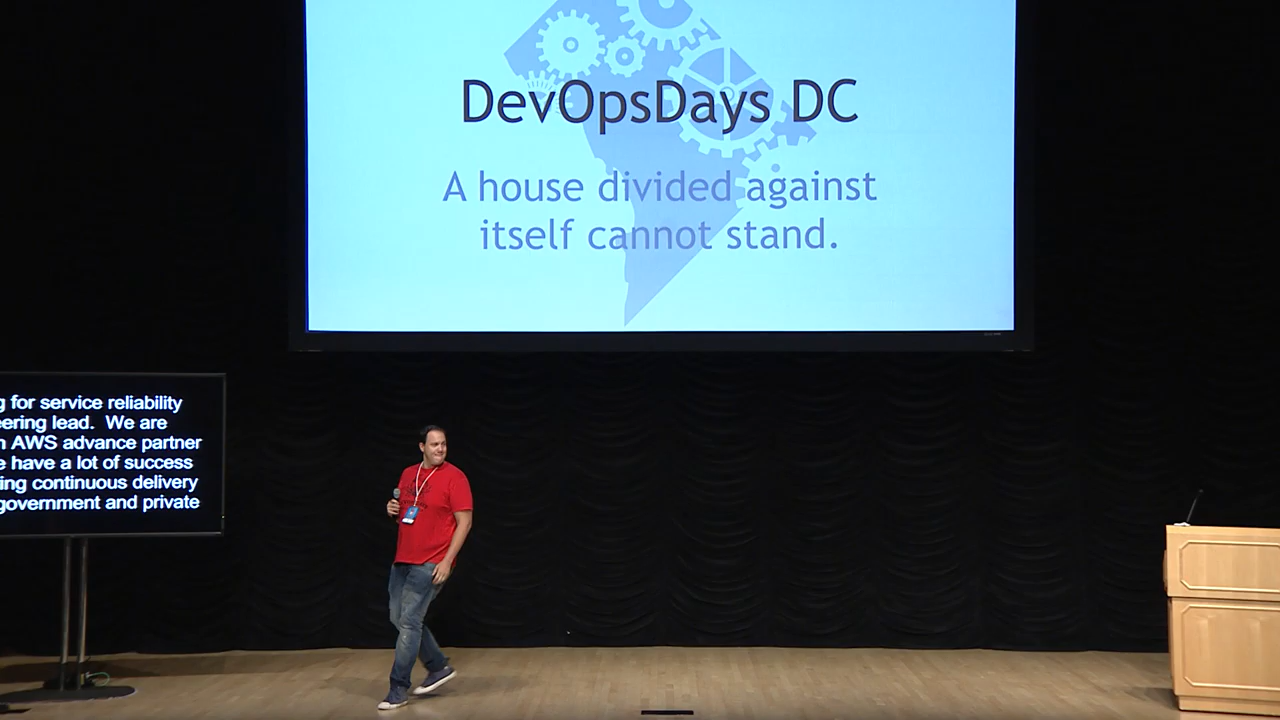 DevOpsDays DC
A house divided against
itself cannot stand.
g for service reliability
ering lead. We are
n AWS advance partner
e have a lot of success
ing continuous delivery
government and private